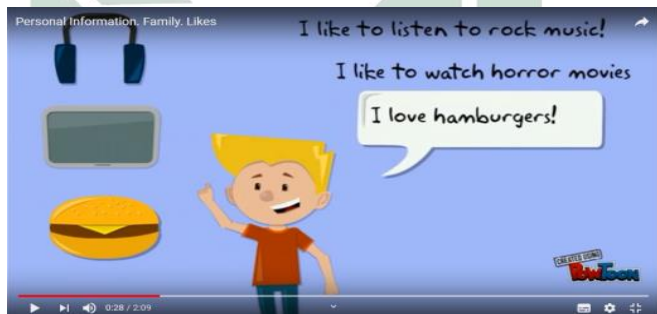 Personal Information. Family. Likes
I like to listen to rock music!
I like to watch horror movies
I love hamburgers!
CREATED USING
POWTOON
0:28 / 2:09